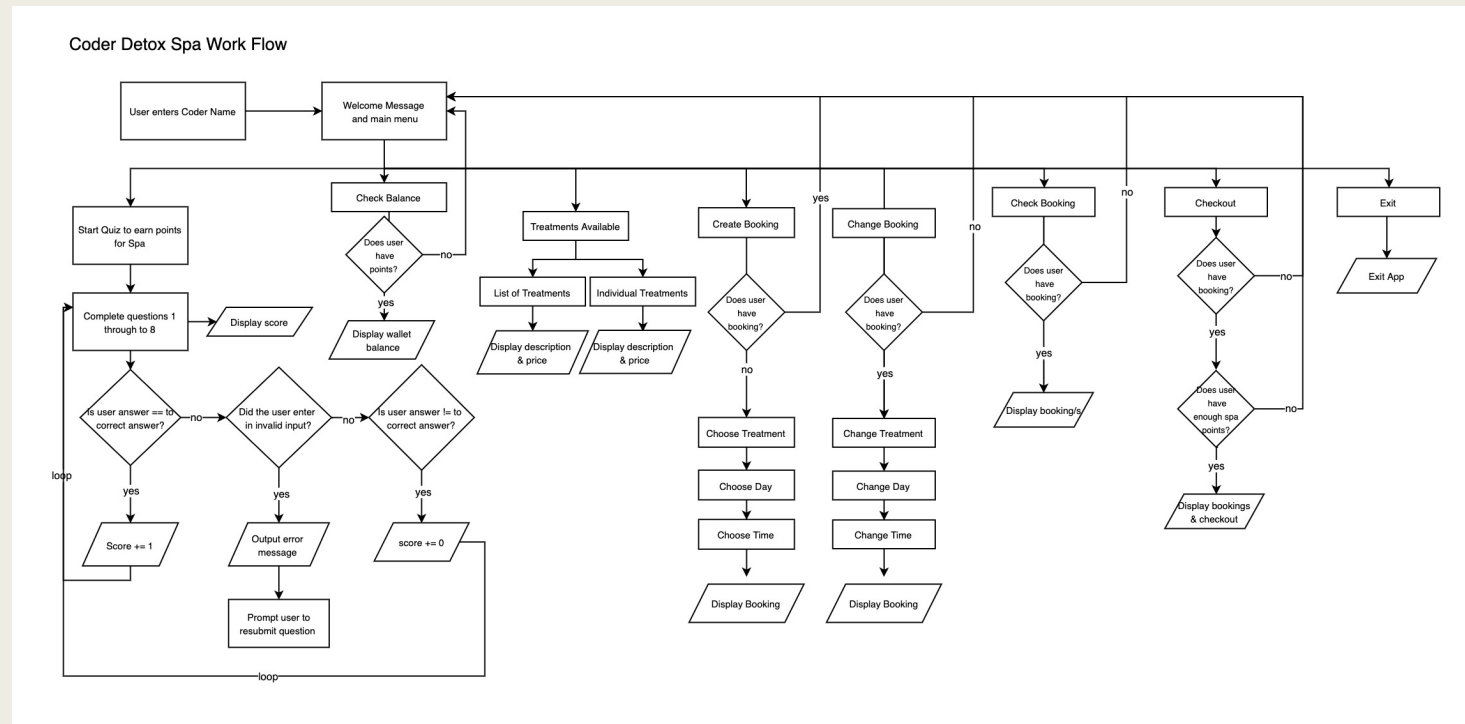 Coder Detox Spa Work Flow
User enters Coder Name
Welcome Message
and main menu
Start Quiz to earn points
for Spa
Complete questions 1
through to 8
Display score
Is user answer == to
correct answer?
no
Did the user enter
in invalid input?
no
Is user answer != to
correct answer?
loop
yes
yes
yes
Score += 1
Output error
message
score += 0
Prompt user to
resubmit question
loop
Check Balance
Does user
have
points?
no
yes
Display wallet
balance
Treatments Available
List of Treatments
Individual Treatments
Display description
& price
Display description
& price
Create Booking
Does user
have
booking?
yes
no
Choose Treatment
Choose Day
Choose Time
Display Booking
Change Booking
Does user
have
booking?
no
yes
Change Treatment
Change Day
Change Time
Display Booking
Check Booking
Does user
have
booking?
no
yes
Display booking/s
Checkout
Does user
have
booking?
no
yes
Does user
have
enough spa
points?
no
yes
Display bookings
& checkout
Exit
Exit App